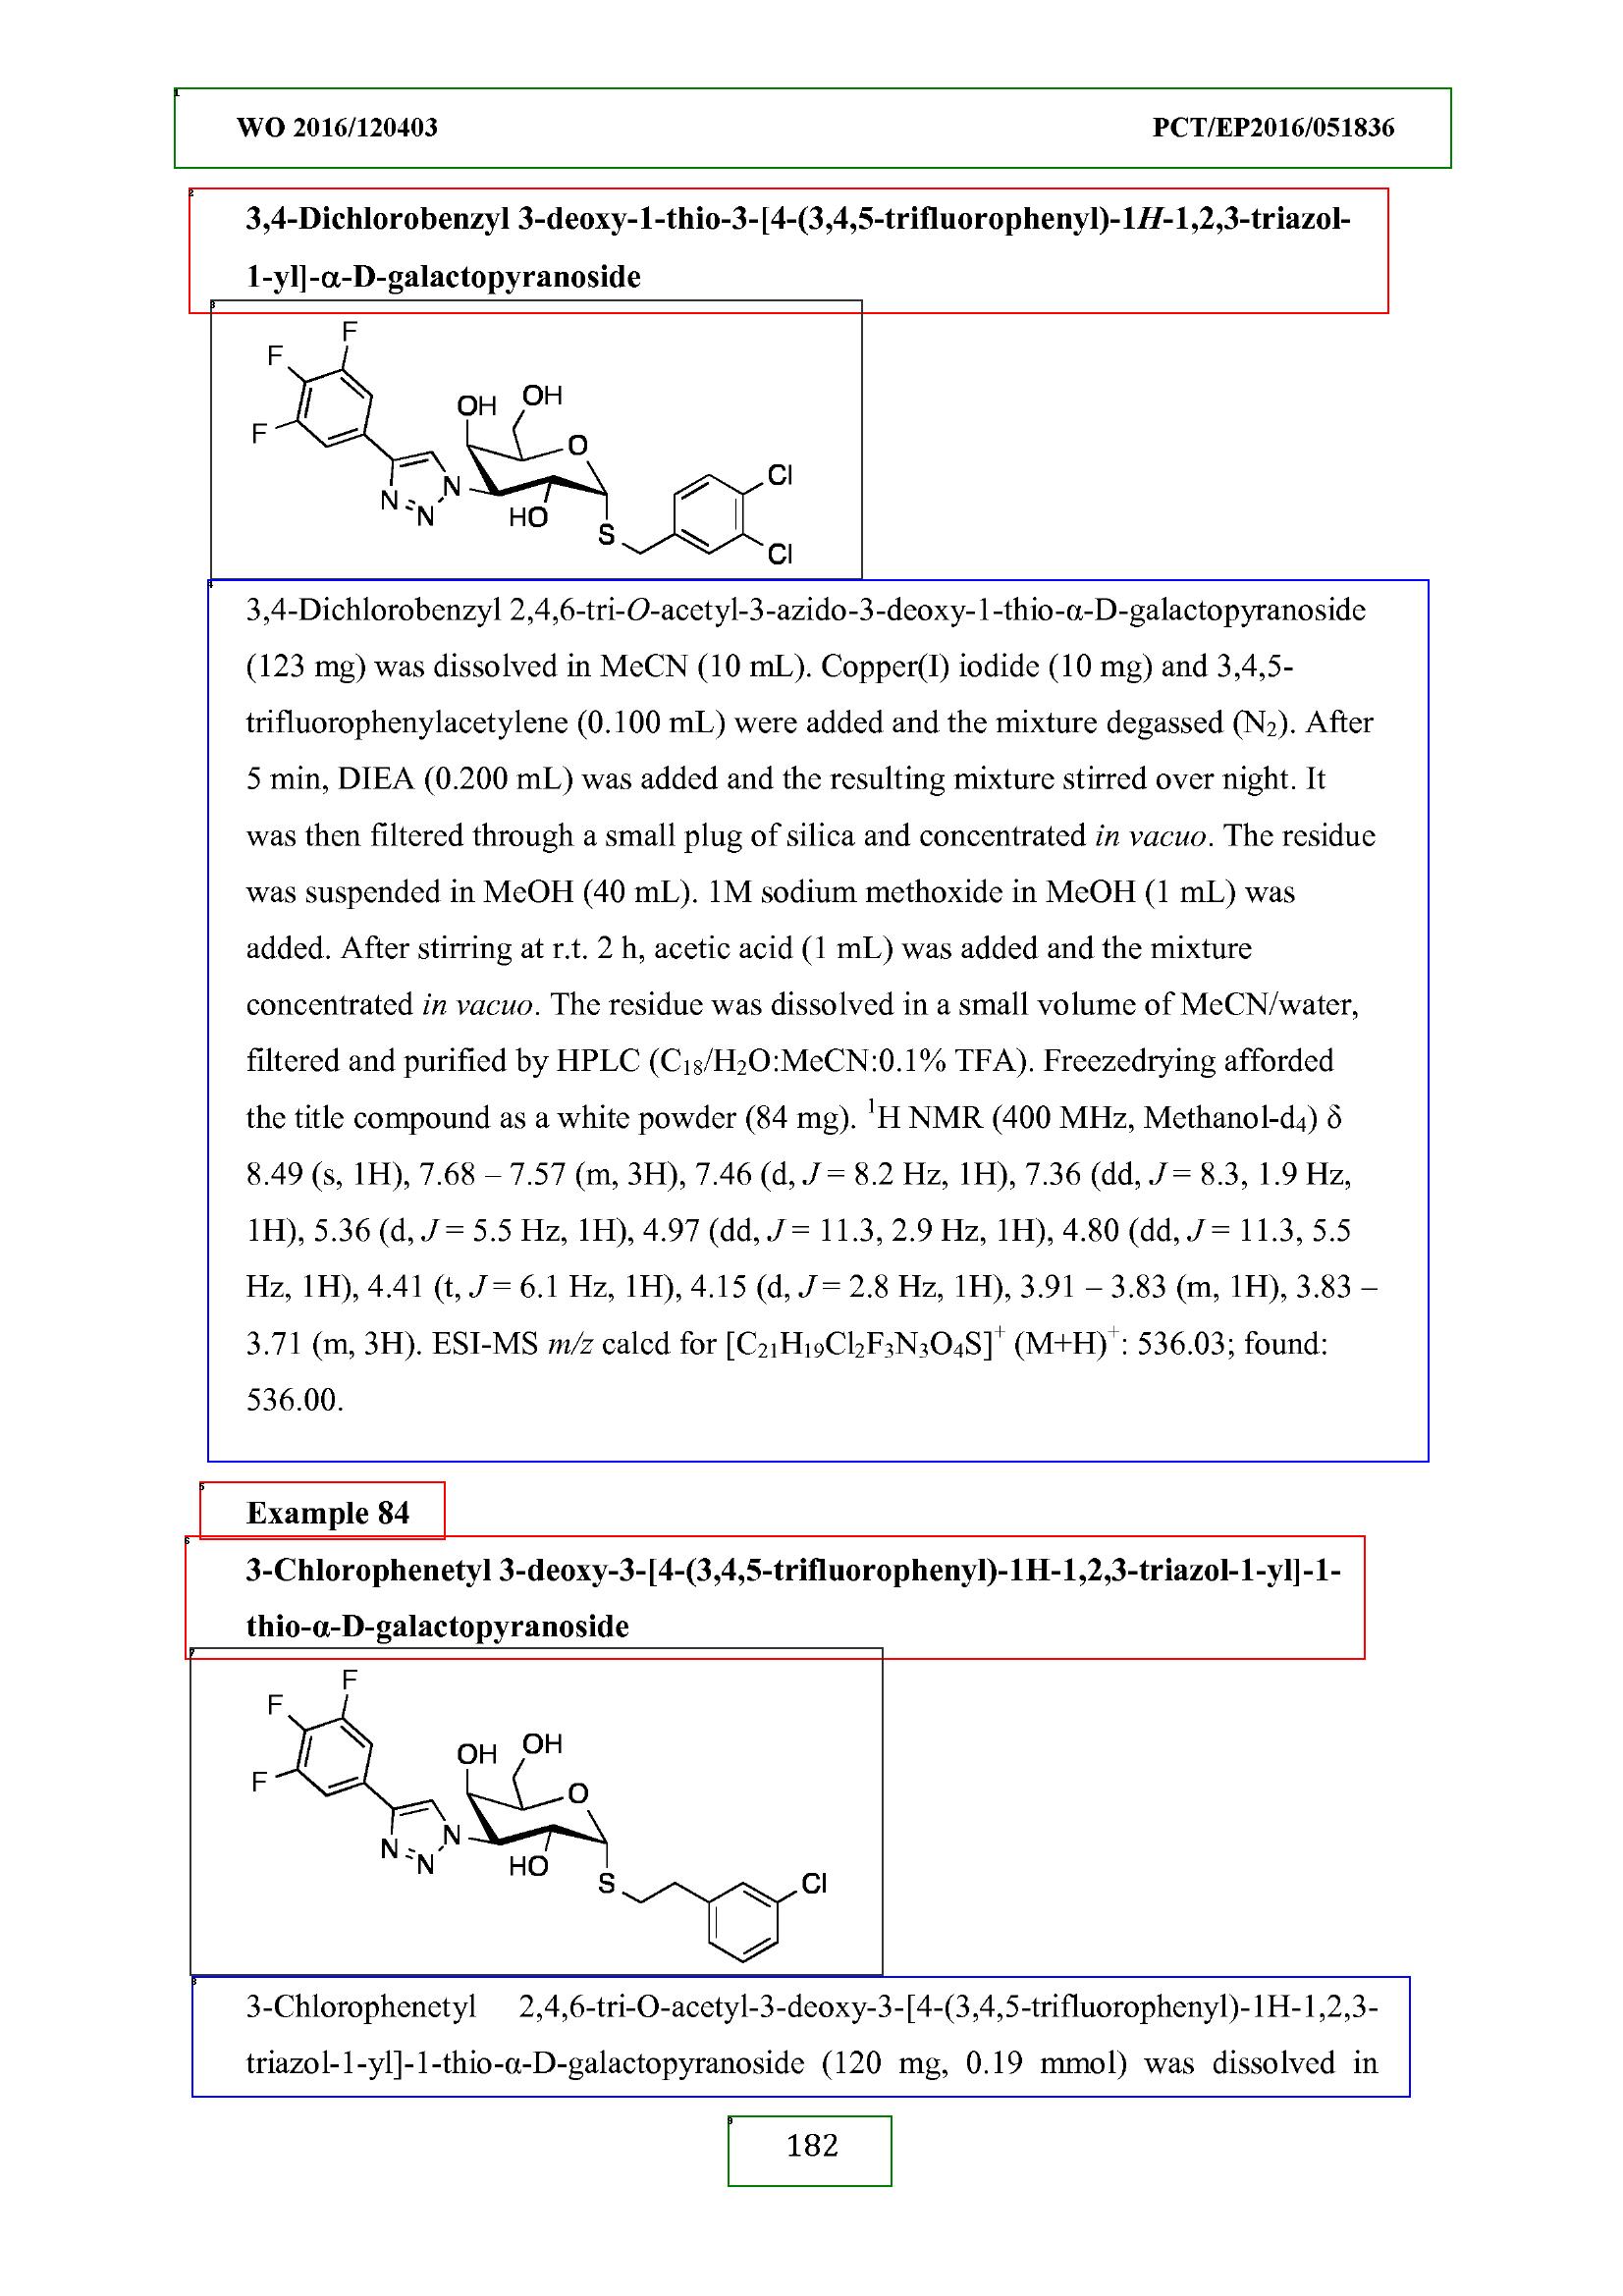 WO 2016/120403 PCT/EP2016/051836
3,4-Dichlorobenzyl 3-deoxy-1-thio-3-[4-(3,4,5-trifluorophenyl)-1H-1,2,3-triazol-
1-yl]-α-D-galactopyranoside
F
F
F
OH
OH
O
N
N
N
HO
S
Cl
Cl
3,4-Dichlorobenzyl 2,4,6-tri-O-acetyl-3-azido-3-deoxy-1-thio-α-D-galactopyranoside
(123 mg) was dissolved in MeCN (10 mL). Copper(I) iodide (10 mg) and 3,4,5-
trifluorophenylacetylene (0.100 mL) were added and the mixture degassed (N₂). After
5 min, DIEA (0.200 mL) was added and the resulting mixture stirred over night. It
was then filtered through a small plug of silica and concentrated in vacuo. The residue
was suspended in MeOH (40 mL). 1M sodium methoxide in MeOH (1 mL) was
added. After stirring at r.t. 2 h, acetic acid (1 mL) was added and the mixture
concentrated in vacuo. The residue was dissolved in a small volume of MeCN/water,
filtered and purified by HPLC (C₁₈/H₂O:MeCN:0.1% TFA). Freezedrying afforded
the title compound as a white powder (84 mg). ¹H NMR (400 MHz, Methanol-d₄) δ
8.49 (s, 1H), 7.68 – 7.57 (m, 3H), 7.46 (d, J = 8.2 Hz, 1H), 7.36 (dd, J = 8.3, 1.9 Hz,
1H), 5.36 (d, J = 5.5 Hz, 1H), 4.97 (dd, J = 11.3, 2.9 Hz, 1H), 4.80 (dd, J = 11.3, 5.5
Hz, 1H), 4.41 (t, J = 6.1 Hz, 1H), 4.15 (d, J = 2.8 Hz, 1H), 3.91 – 3.83 (m, 1H), 3.83 –
3.71 (m, 3H). ESI-MS m/z calcd for [C₂₁H₁₉Cl₂F₃N₃O₄S]⁺ (M+H)⁺: 536.03; found:
536.00.
Example 84
3-Chlorophenetyl 3-deoxy-3-[4-(3,4,5-trifluorophenyl)-1H-1,2,3-triazol-1-yl]-1-
thio-α-D-galactopyranoside
F
F
F
OH
OH
O
N
N
N
HO
S
Cl
3-Chlorophenetyl 2,4,6-tri-O-acetyl-3-deoxy-3-[4-(3,4,5-trifluorophenyl)-1H-1,2,3-
triazol-1-yl]-1-thio-α-D-galactopyranoside (120 mg, 0.19 mmol) was dissolved in
182